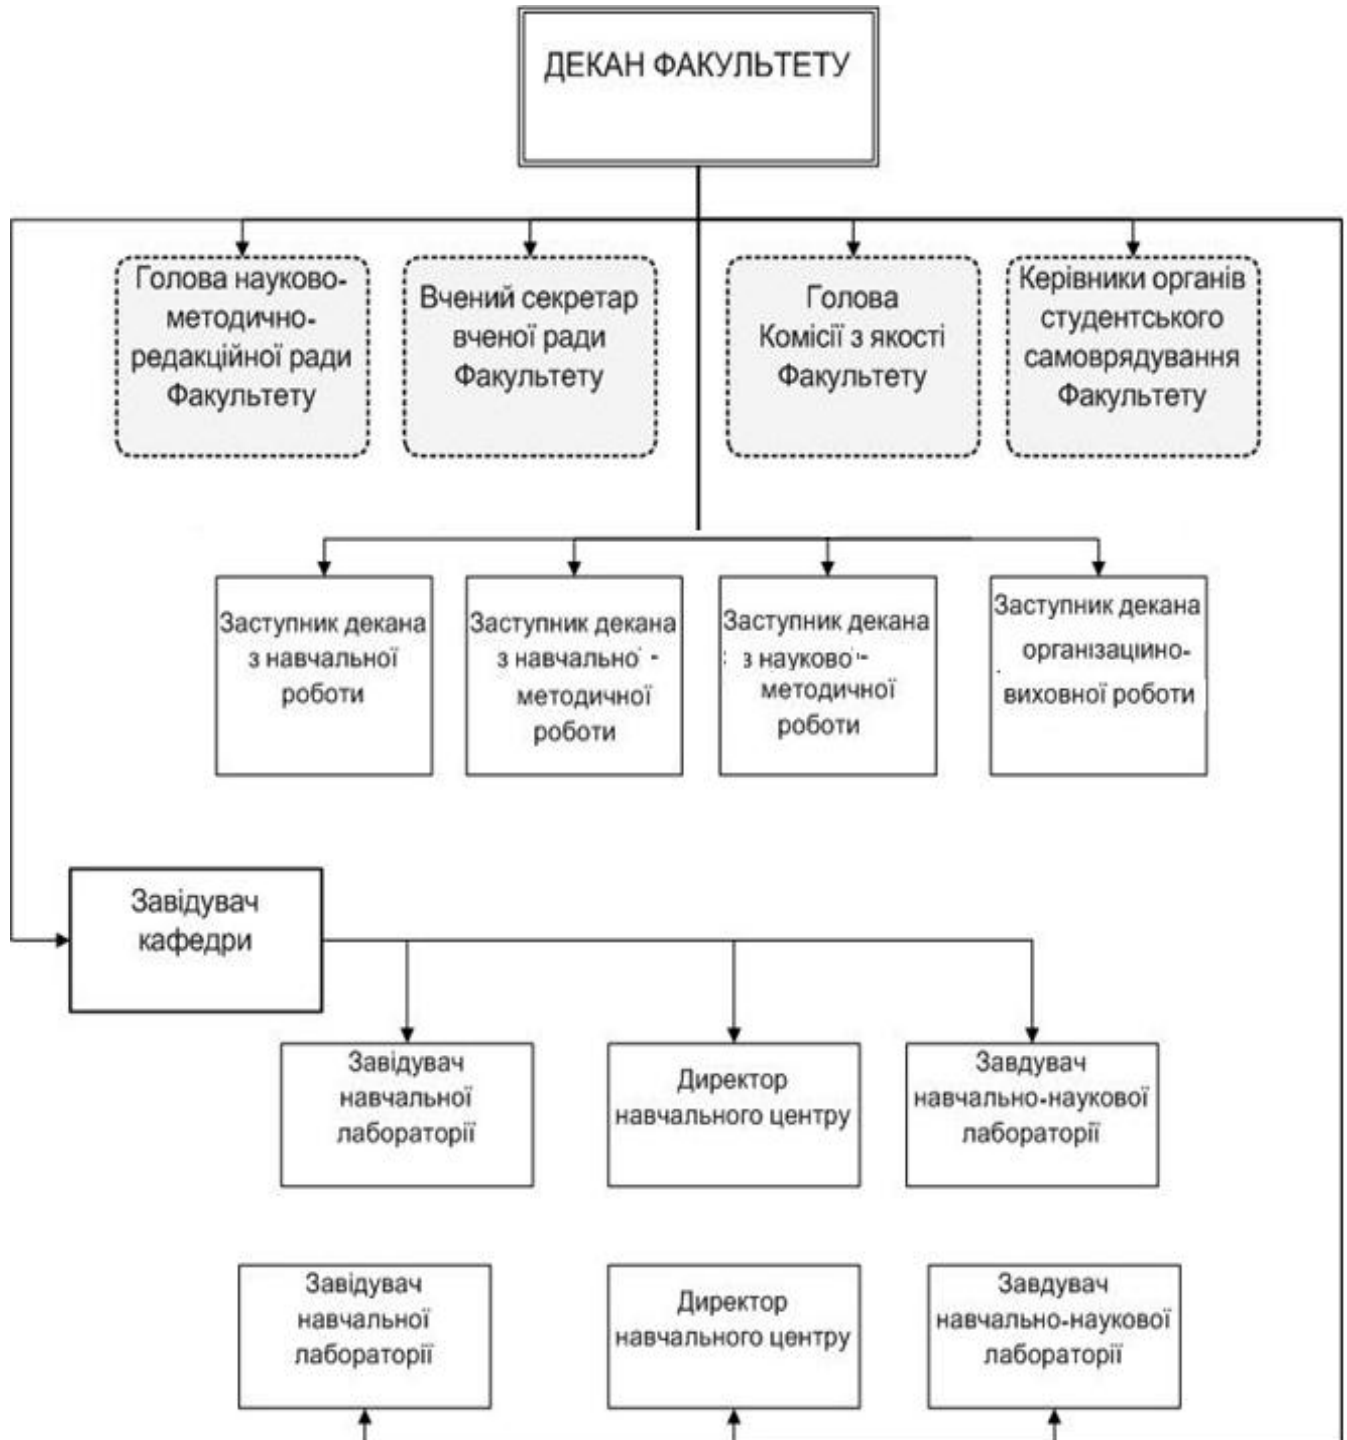 ДЕКАН ФАКУЛЬТЕТУ
Голова науково-
методично-
редакційної ради
Факультету
Вчений секретар
вченої ради
Факультету
Голова
Комісії з якості
Факультету
Керівники органів
студентського
самоврядування
Факультету
Заступник декана
з навчальної
роботи
Заступник декана
з навчально -
методичної
роботи
Заступник декана
з науково-
методичної
роботи
Заступник декана
організаційно-
виховної роботи
Завідувач
кафедри
Завідувач
навчальної
лабораторії
Директор
навчального центру
Завдувач
навчально-наукової
лабораторії
Завідувач
навчальної
лабораторії
Директор
навчального центру
Завдувач
навчально-наукової
лабораторії